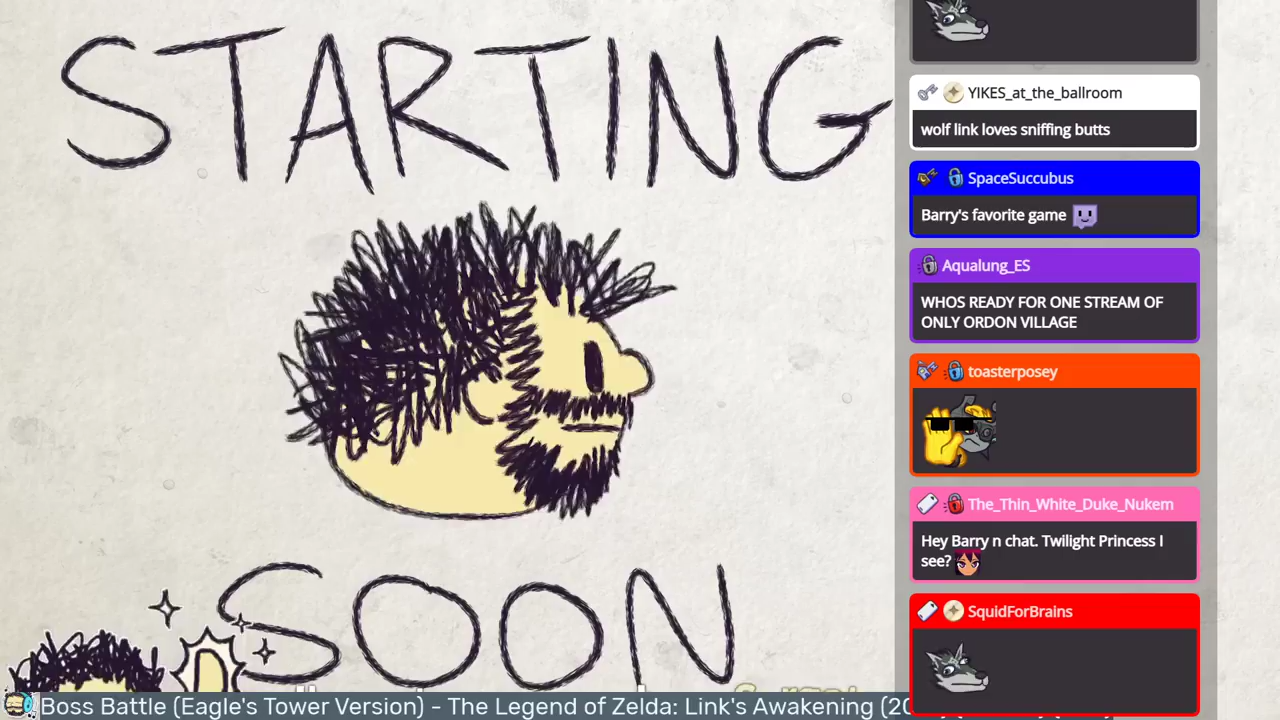 STARTING
SOON
YIKES_at_the_ballroom
wolf link loves sniffing butts
SpaceSuccubus
Barry's favorite game
Aqualung_ES
WHOS READY FOR ONE STREAM OF
ONLY ORDON VILLAGE
toasterposey
The_Thin_White_Duke_Nukem
Hey Barry n chat. Twilight Princess I
see?
SquidForBrains
Boss Battle (Eagle's Tower Version) - The Legend of Zelda: Link's Awakening (20